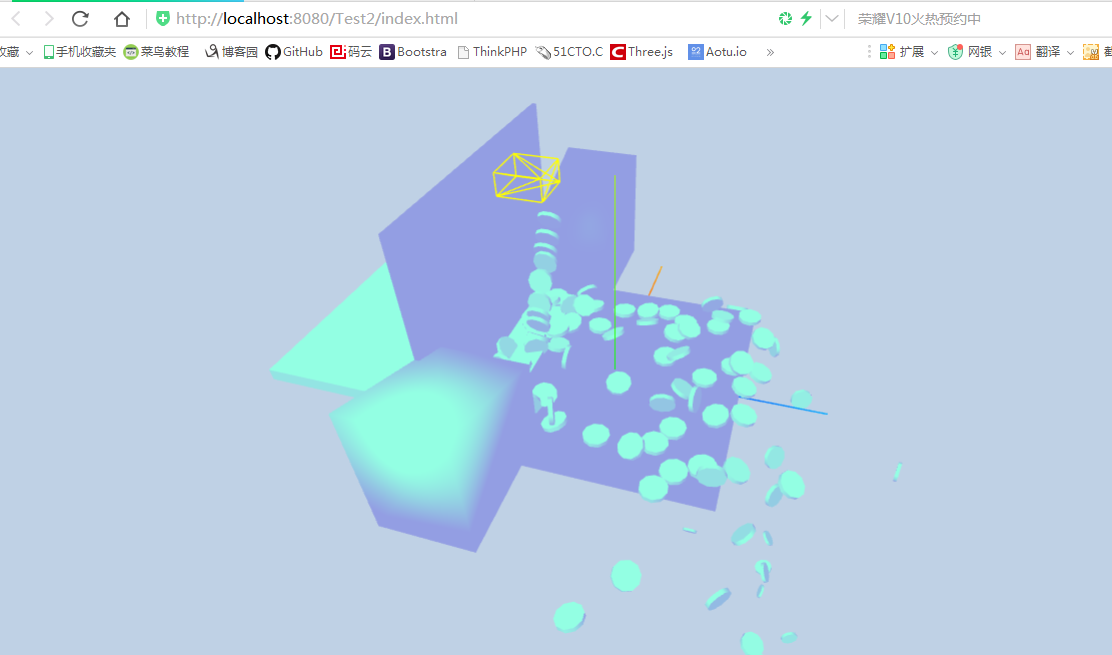 http://localhost:8080/Test2/index.html 荣耀V10火热预约中
收藏 手机收藏夹 菜鸟教程 博客园 GitHub 码云 Bootstra ThinkPHP 51CTO.C Three.js Aotu.io » 扩展 网银 Aa 翻译